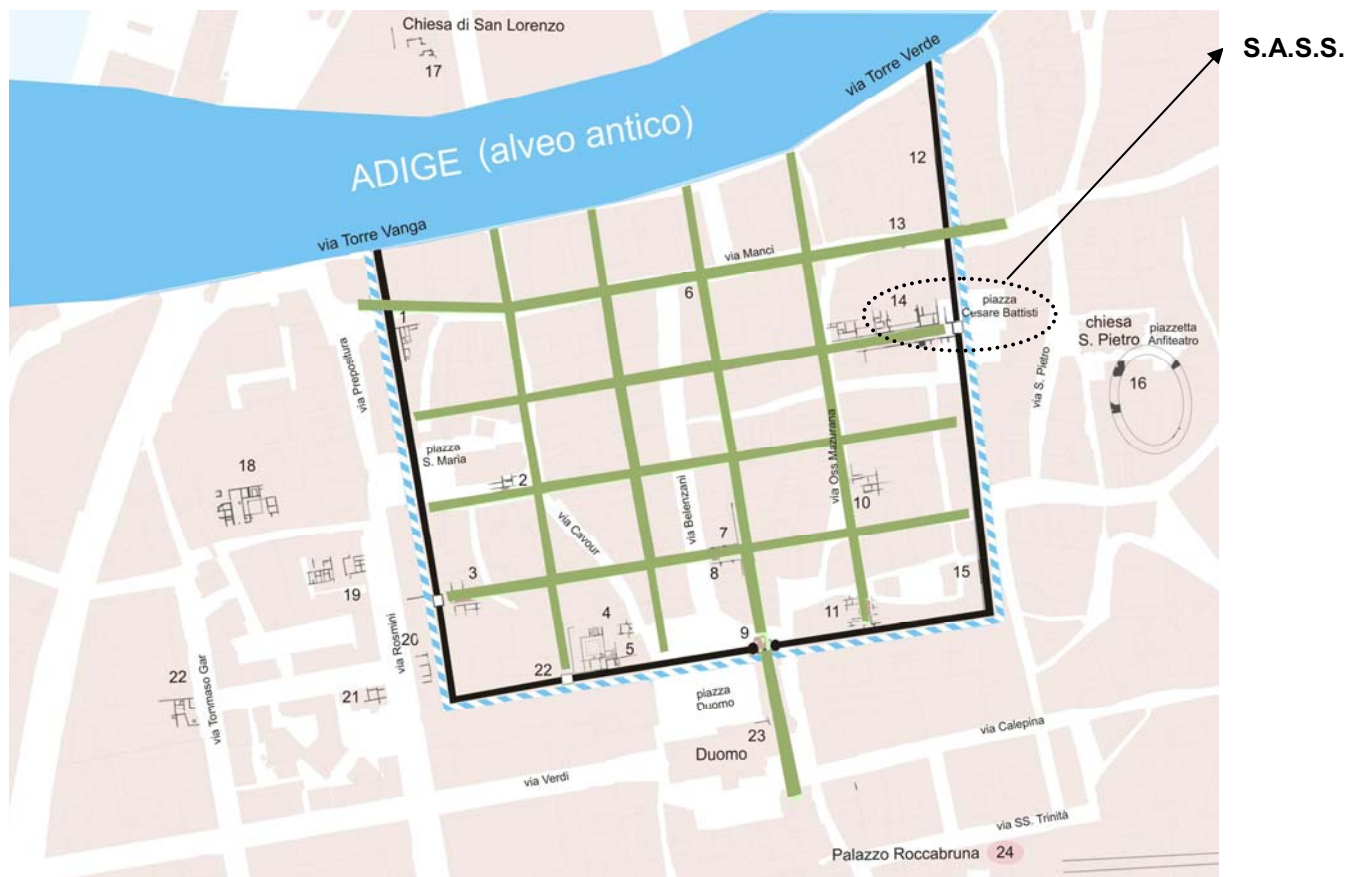 Chiesa di San Lorenzo
17
S.A.S.S.
via Torre Verde
ADIGE (alveo antico)
12
via Torre Vanga
13
via Manci
6
14
piazza
Cesare Battisti
1
chiesa
S. Pietro
piazzetta
Anfiteatro
16
via Prepositura
via S. Pietro
piazza
S. Maria
2
via Oss Mazurana
18
10
via Belenzani
via Cavour
7
8
3
15
19
4
11
9
5
20
via Rosmini
22
22
21
via Tommaso Gar
piazza
Duomo
23
Duomo
via Calepina
via Verdi
via SS. Trinità
Palazzo Roccabruna 24